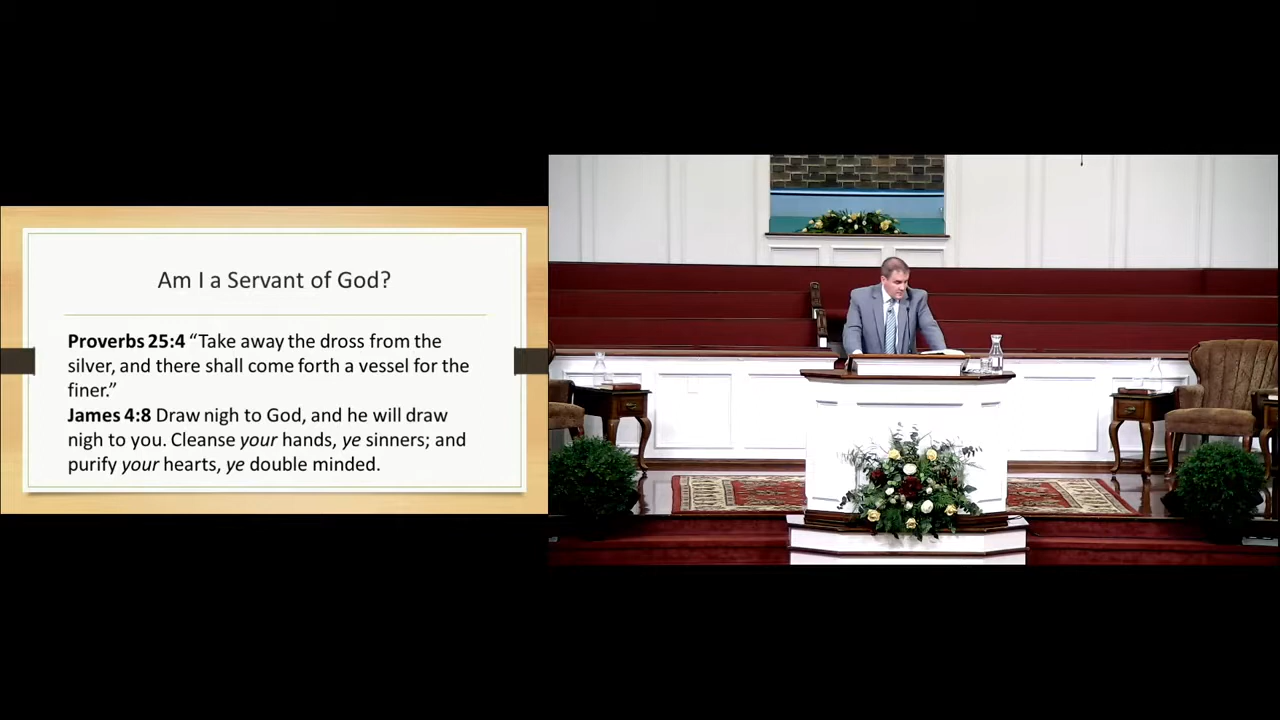 Am I a Servant of God?
Proverbs 25:4 “Take away the dross from the
silver, and there shall come forth a vessel for the
finer.”
James 4:8 Draw nigh to God, and he will draw
nigh to you. Cleanse your hands, ye sinners; and
purify your hearts, ye double minded.